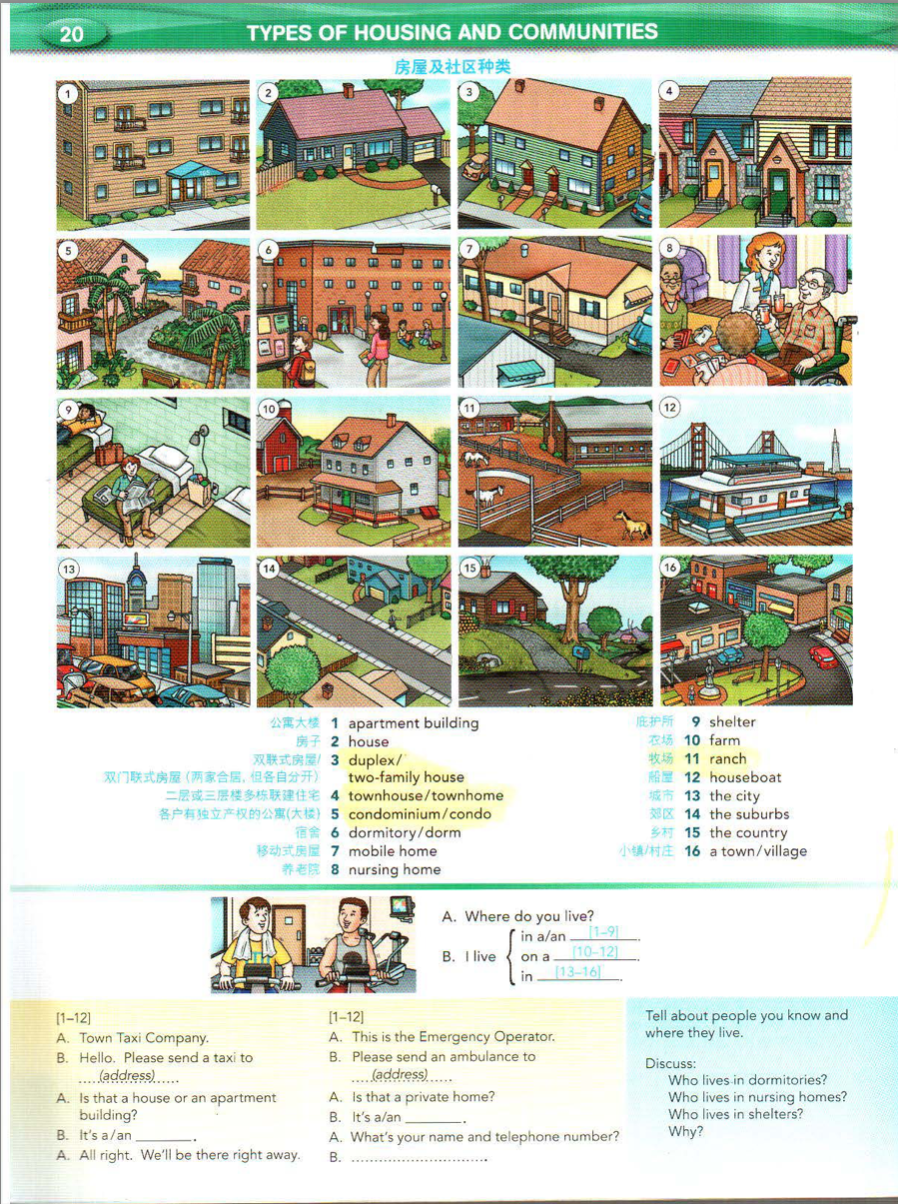 20
TYPES OF HOUSING AND COMMUNITIES
房屋及社区种类
1
2
3
4
155
5
6
7
8
9
10
11
12
13
14
15
16
公寓大楼 1 apartment building
房子 2 house
双联式房屋/ 3 duplex/
双门联式房屋 (两家合居, 但各自分开) two-family house
二层或三层楼多栋联建住宅 4 townhouse/townhome
各户有独立产权的公寓(大楼) 5 condominium/condo
宿舍 6 dormitory/dorm
移动式房屋 7 mobile home
养老院 8 nursing home
庇护所 9 shelter
农场 10 farm
牧场 11 ranch
船屋 12 houseboat
城市 13 the city
郊区 14 the suburbs
乡村 15 the country
小镇/村庄 16 a town/village
A. Where do you live?
B. I live
in a/an [1–9].
on a [10–12].
in [13–16].
[1–12]
A. Town Taxi Company.
B. Hello. Please send a taxi to
....(address).....
A. Is that a house or an apartment
building?
B. It's a/an ________.
A. All right. We'll be there right away.
[1–12]
A. This is the Emergency Operator.
B. Please send an ambulance to
....(address).....
A. Is that a private home?
B. It's a/an ________.
A. What's your name and telephone number?
B. ..............................
Tell about people you know and
where they live.
Discuss:
Who lives in dormitories?
Who lives in nursing homes?
Who lives in shelters?
Why?